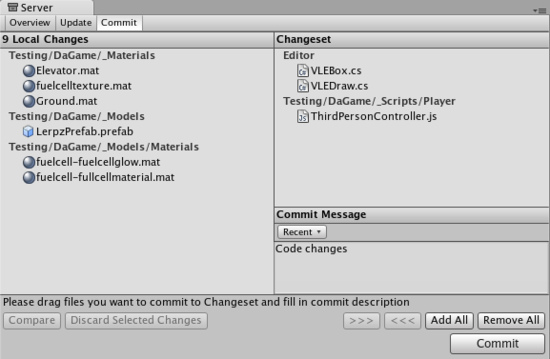 Server
Overview Update Commit
9 Local Changes
Testing/DaGame/_Materials
Elevator.mat
fuelcelltexture.mat
Ground.mat
Testing/DaGame/_Models
LerpzPrefab.prefab
Testing/DaGame/_Models/Materials
fuelcell-fuelcellglow.mat
fuelcell-fullcellmaterial.mat
Changeset
Editor
VLEBox.cs
VLEDraw.cs
Testing/DaGame/_Scripts/Player
ThirdPersonController.js
Commit Message
Recent
Code changes
Please drag files you want to commit to Changeset and fill in commit description
Compare Discard Selected Changes >>> <<< Add All Remove All
Commit